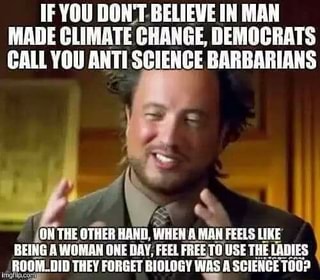 IF YOU DON'T BELIEVE IN MAN
MADE CLIMATE CHANGE, DEMOCRATS
CALL YOU ANTI SCIENCE BARBARIANS
ON THE OTHER HAND, WHEN A MAN FEELS LIKE
BEING A WOMAN ONE DAY, FEEL FREE TO USE THE LADIES
ROOM..DID THEY FORGET BIOLOGY WAS A SCIENCE TOO?
imgflip.com